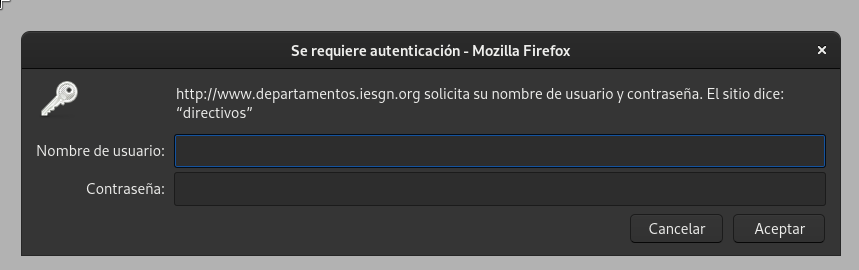 Se requiere autenticación - Mozilla Firefox
http://www.departamentos.iesgn.org solicita su nombre de usuario y contraseña. El sitio dice:
“directivos”
Nombre de usuario:
Contraseña:
Cancelar
Aceptar